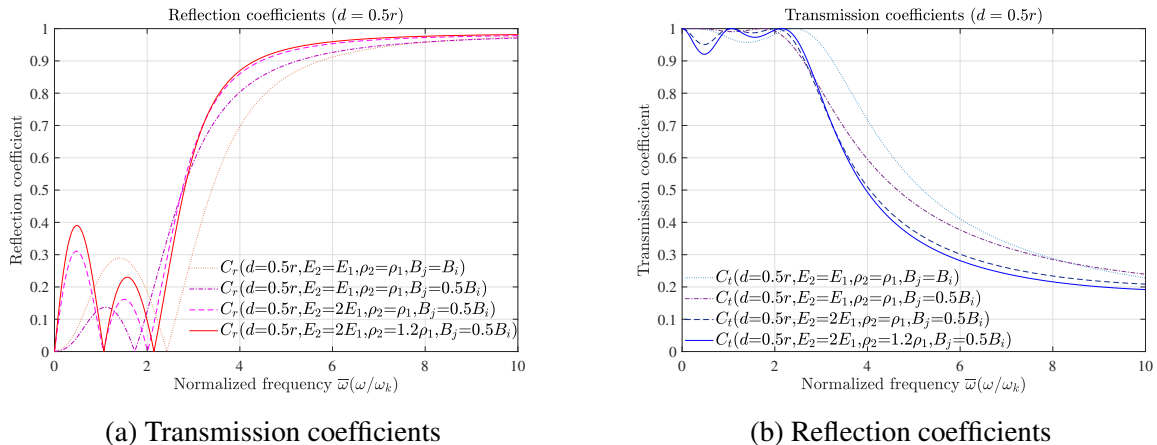 Reflection coefficients (d = 0.5r)
Reflection coefficient
1
0.9
0.8
0.7
0.6
0.5
0.4
0.3
0.2
0.1
0
0 2 4 6 8 10
C_r(d=0.5r,E_2=E_1,ρ_2=ρ_1,B_j=B_i)
C_r(d=0.5r,E_2=E_1,ρ_2=ρ_1,B_j=0.5B_i)
C_r(d=0.5r,E_2=2E_1,ρ_2=ρ_1,B_j=0.5B_i)
C_r(d=0.5r,E_2=2E_1,ρ_2=1.2ρ_1,B_j=0.5B_i)
Normalized frequency ω̅(ω/ω_k)
(a) Transmission coefficients
Transmission coefficients (d = 0.5r)
Transmission coefficient
1
0.9
0.8
0.7
0.6
0.5
0.4
0.3
0.2
0.1
0
0 2 4 6 8 10
C_t(d=0.5r,E_2=E_1,ρ_2=ρ_1,B_j=B_i)
C_t(d=0.5r,E_2=E_1,ρ_2=ρ_1,B_j=0.5B_i)
C_t(d=0.5r,E_2=2E_1,ρ_2=ρ_1,B_j=0.5B_i)
C_t(d=0.5r,E_2=2E_1,ρ_2=1.2ρ_1,B_j=0.5B_i)
Normalized frequency ω̅(ω/ω_k)
(b) Reflection coefficients